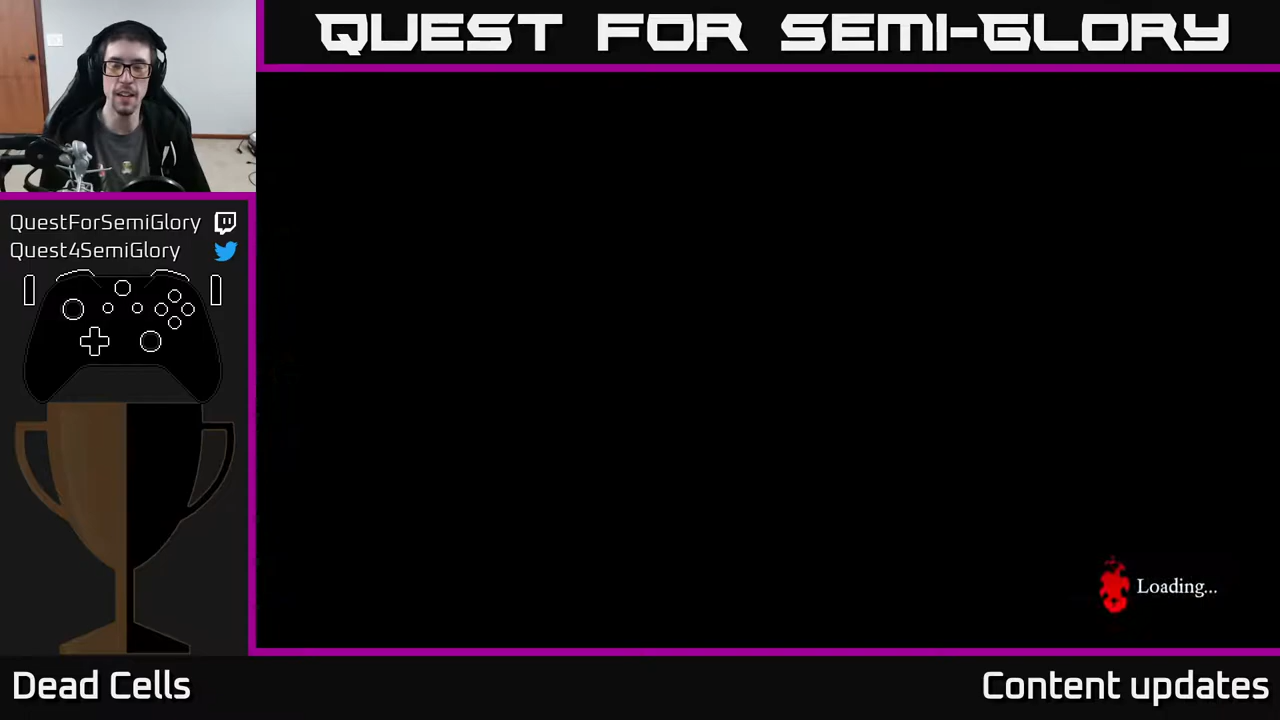 QUEST FOR SEMI-GLORY
QuestForSemiGlory
Quest4SemiGlory
Loading...
Dead Cells
Content updates